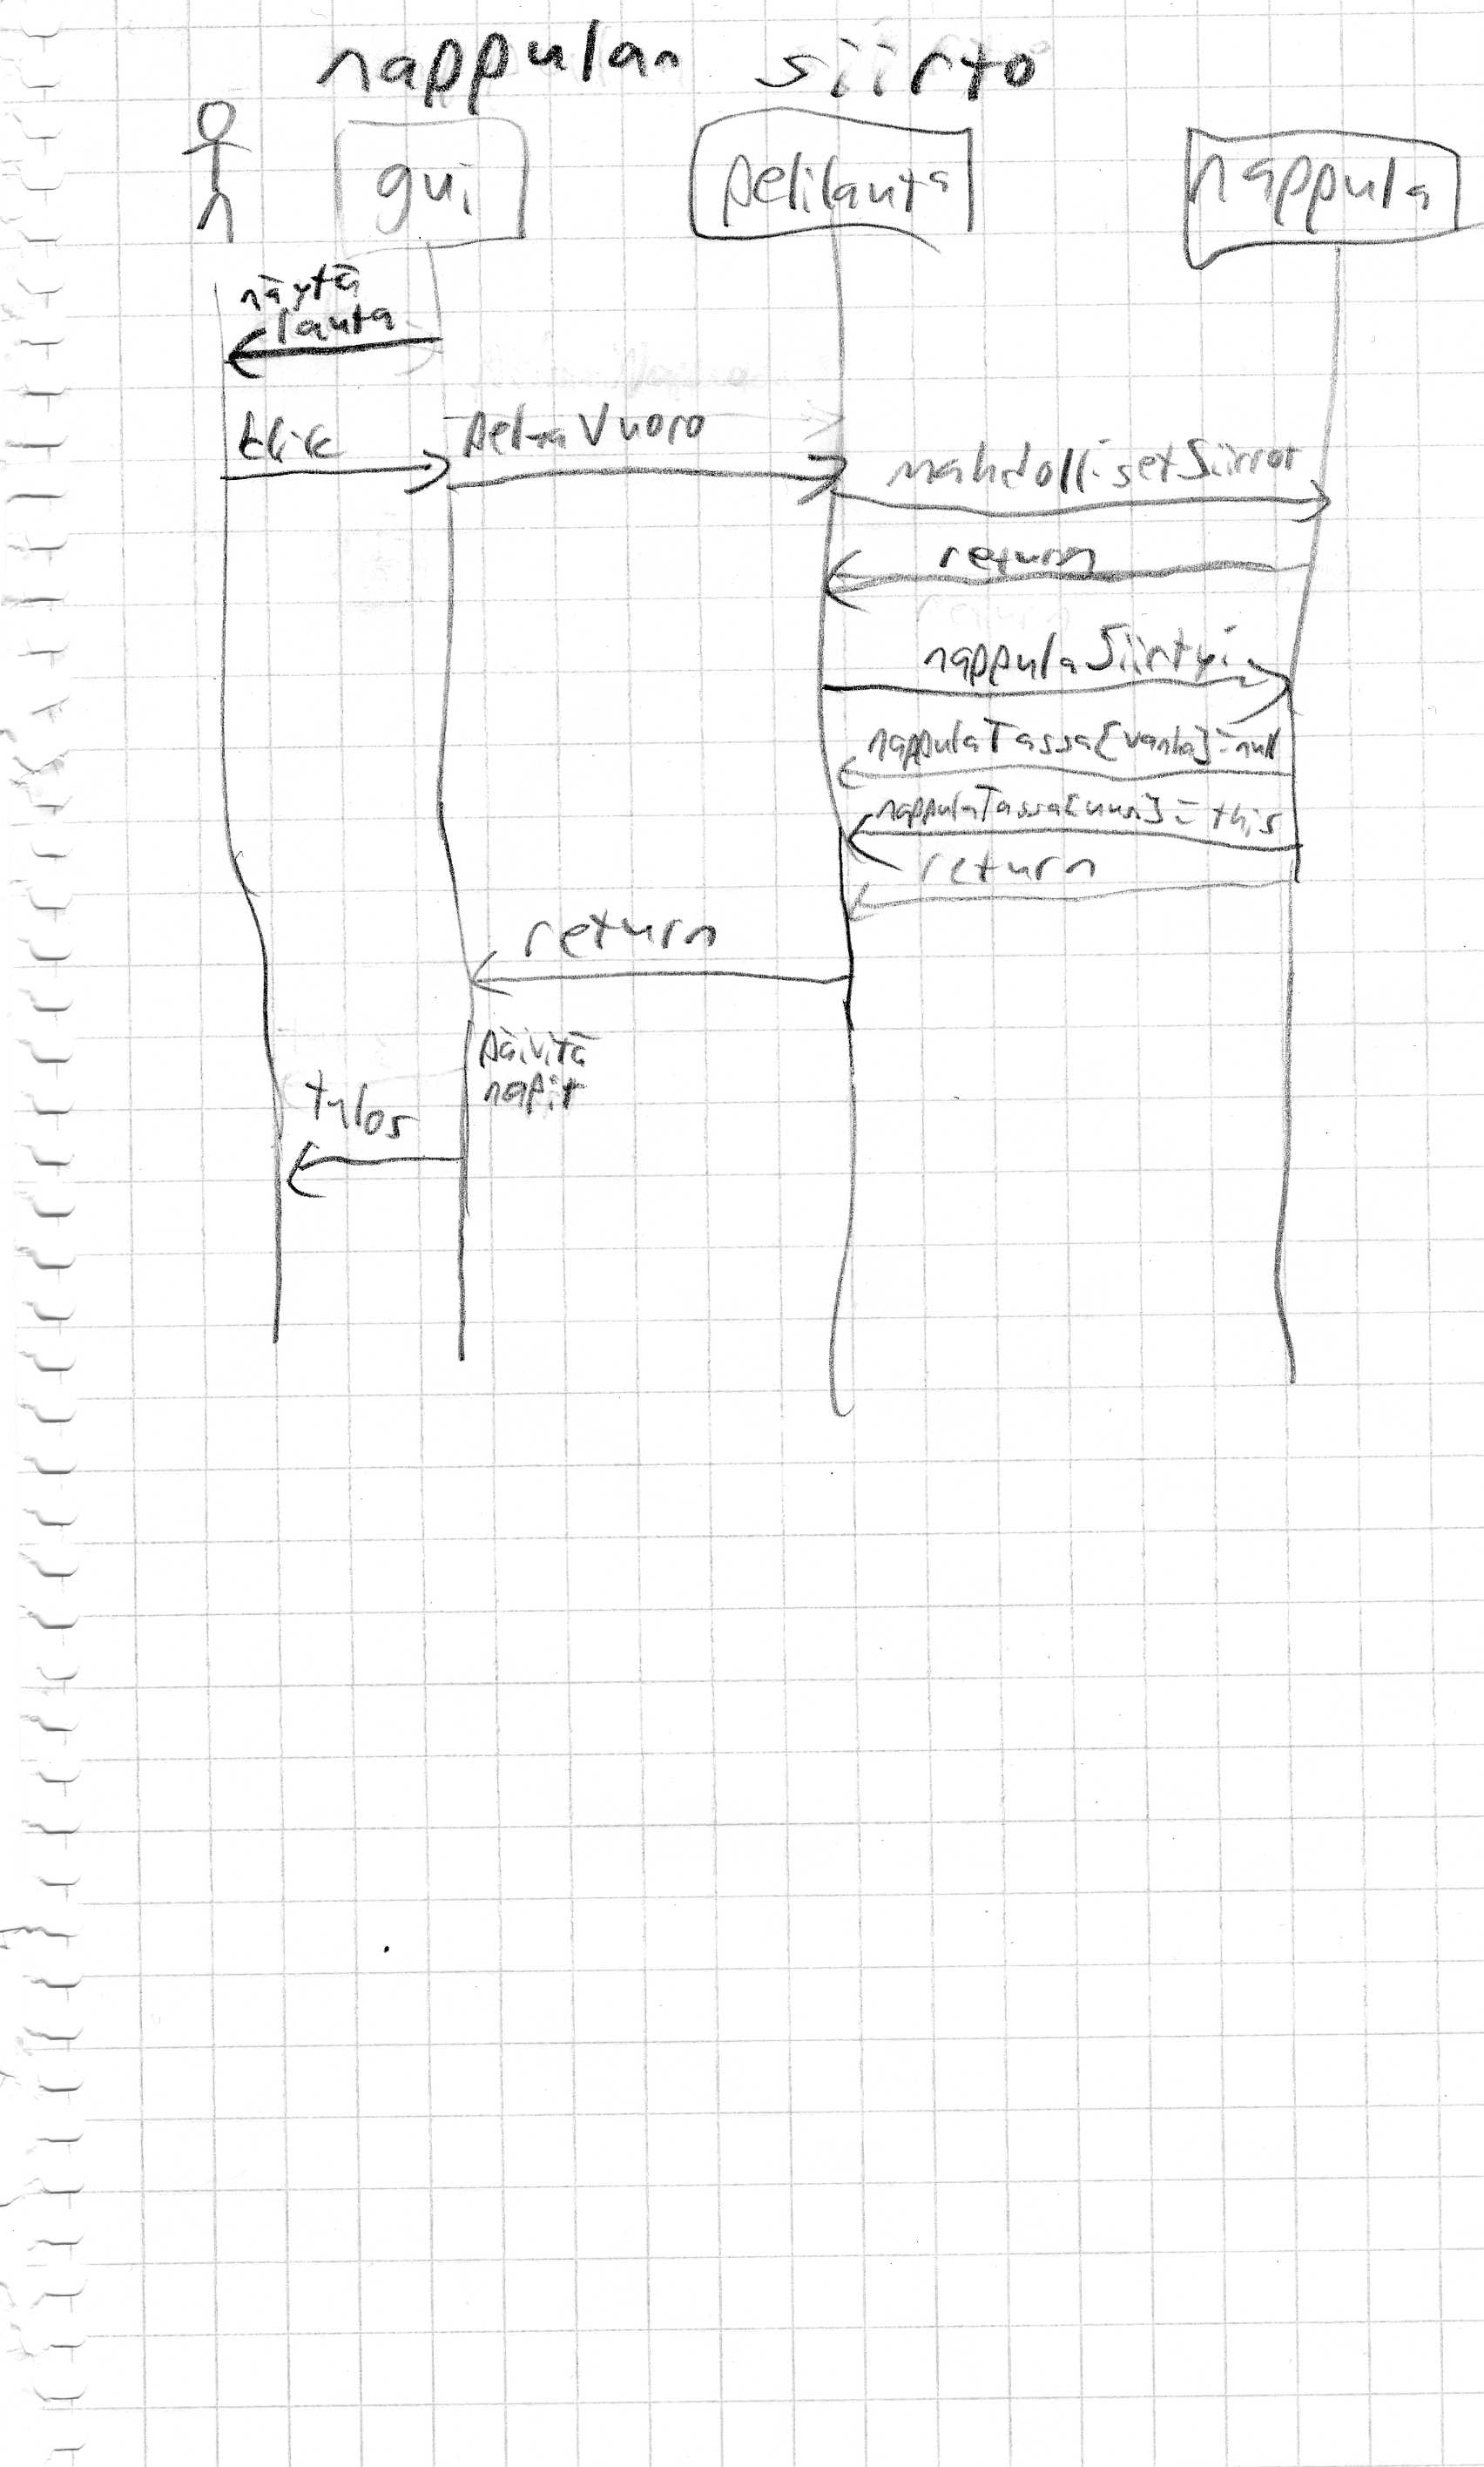 nappulan siirto
gui
pelilauta
nappula
näytä
lauta
klik
pelaaVuoro
mahdollisetSiirrot
return
nappulaSiirtyi
nappulaTassa[vanha]=null
nappulaTassa[uusi]=this
return
return
päivitä
napit
tulos